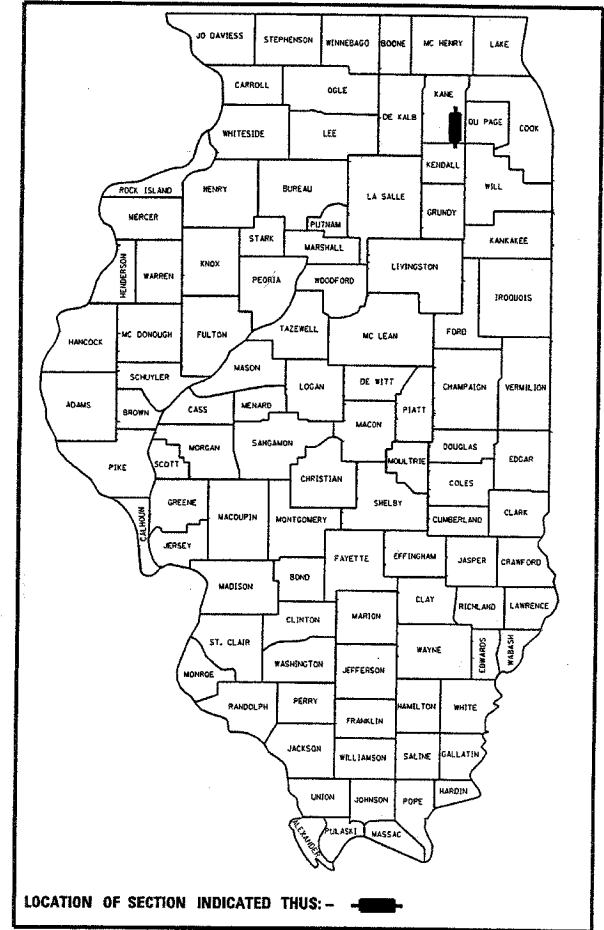 JO DAVIESS STEPHENSON WINNEBAGO BOONE MC HENRY LAKE
CARROLL OGLE DE KALB KANE DU PAGE COOK
WHITESIDE LEE
KENDALL WILL
ROCK ISLAND HENRY BUREAU LA SALLE GRUNDY
MERCER PUTNAM
STARK MARSHALL KANKAKEE
HENDERSON WARREN KNOX PEORIA WOODFORD LIVINGSTON IROQUOIS
HANCOCK MC DONOUGH FULTON TAZEWELL MC LEAN FORD
SCHUYLER MASON DE WITT
ADAMS BROWN CASS MENARD LOGAN PIATT CHAMPAIGN VERMILION
MACON
PIKE SCOTT MORGAN SANGAMON MOULTRIE DOUGLAS EDGAR
CHRISTIAN COLES
CALHOUN GREENE MACOUPIN MONTGOMERY SHELBY CUMBERLAND CLARK
JERSEY FAYETTE EFFINGHAM JASPER CRAWFORD
MADISON BOND
CLINTON MARION CLAY RICHLAND LAWRENCE
ST. CLAIR WASHINGTON WAYNE EDWARDS WABASH
MONROE JEFFERSON
RANDOLPH PERRY FRANKLIN HAMILTON WHITE
JACKSON WILLIAMSON SALINE GALLATIN
UNION JOHNSON POPE HARDIN
ALEXANDER PULASKI MASSAC
LOCATION OF SECTION INDICATED THUS: –